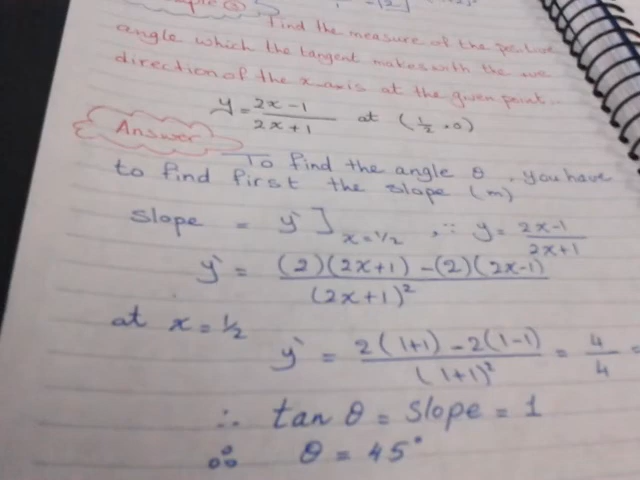 Find the measure of the positive
angle which the tangent makes with the +ve
direction of the x-axis at the given point.
y = 2x-1 / 2x+1 at (1/2, 0)
Answer
To find the angle θ, you have
to find first the slope (m)
slope = y` ]x=1/2 , ∵ y = 2x-1 / 2x+1
y` = (2)(2x+1) - (2)(2x-1) / (2x+1)²
at x = 1/2
y` = 2(1+1) - 2(1-1) / (1+1)² = 4/4 =
∴ tan θ = slope = 1
∴ θ = 45°